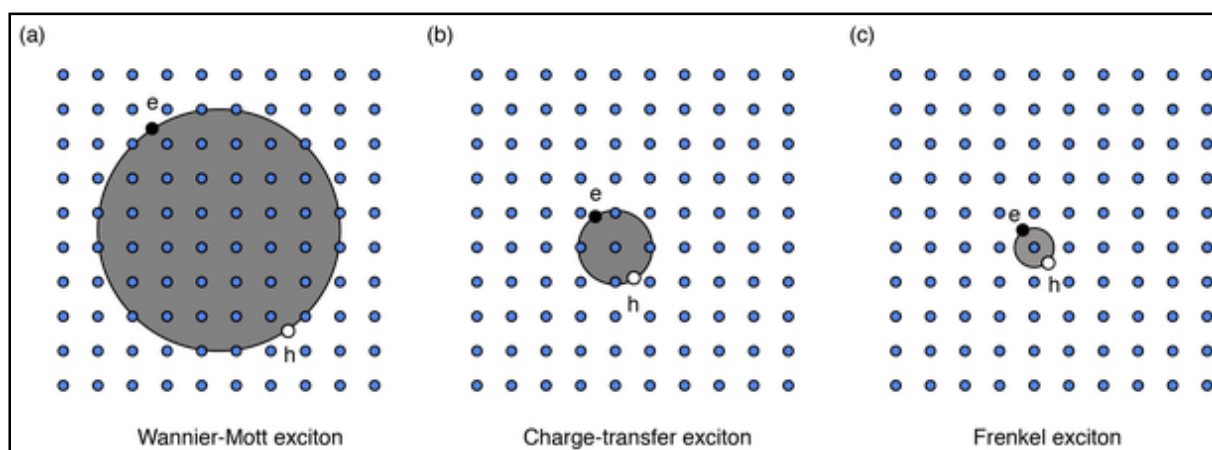 (a)
(b)
(c)
e
h
e
h
e
h
Wannier-Mott exciton
Charge-transfer exciton
Frenkel exciton